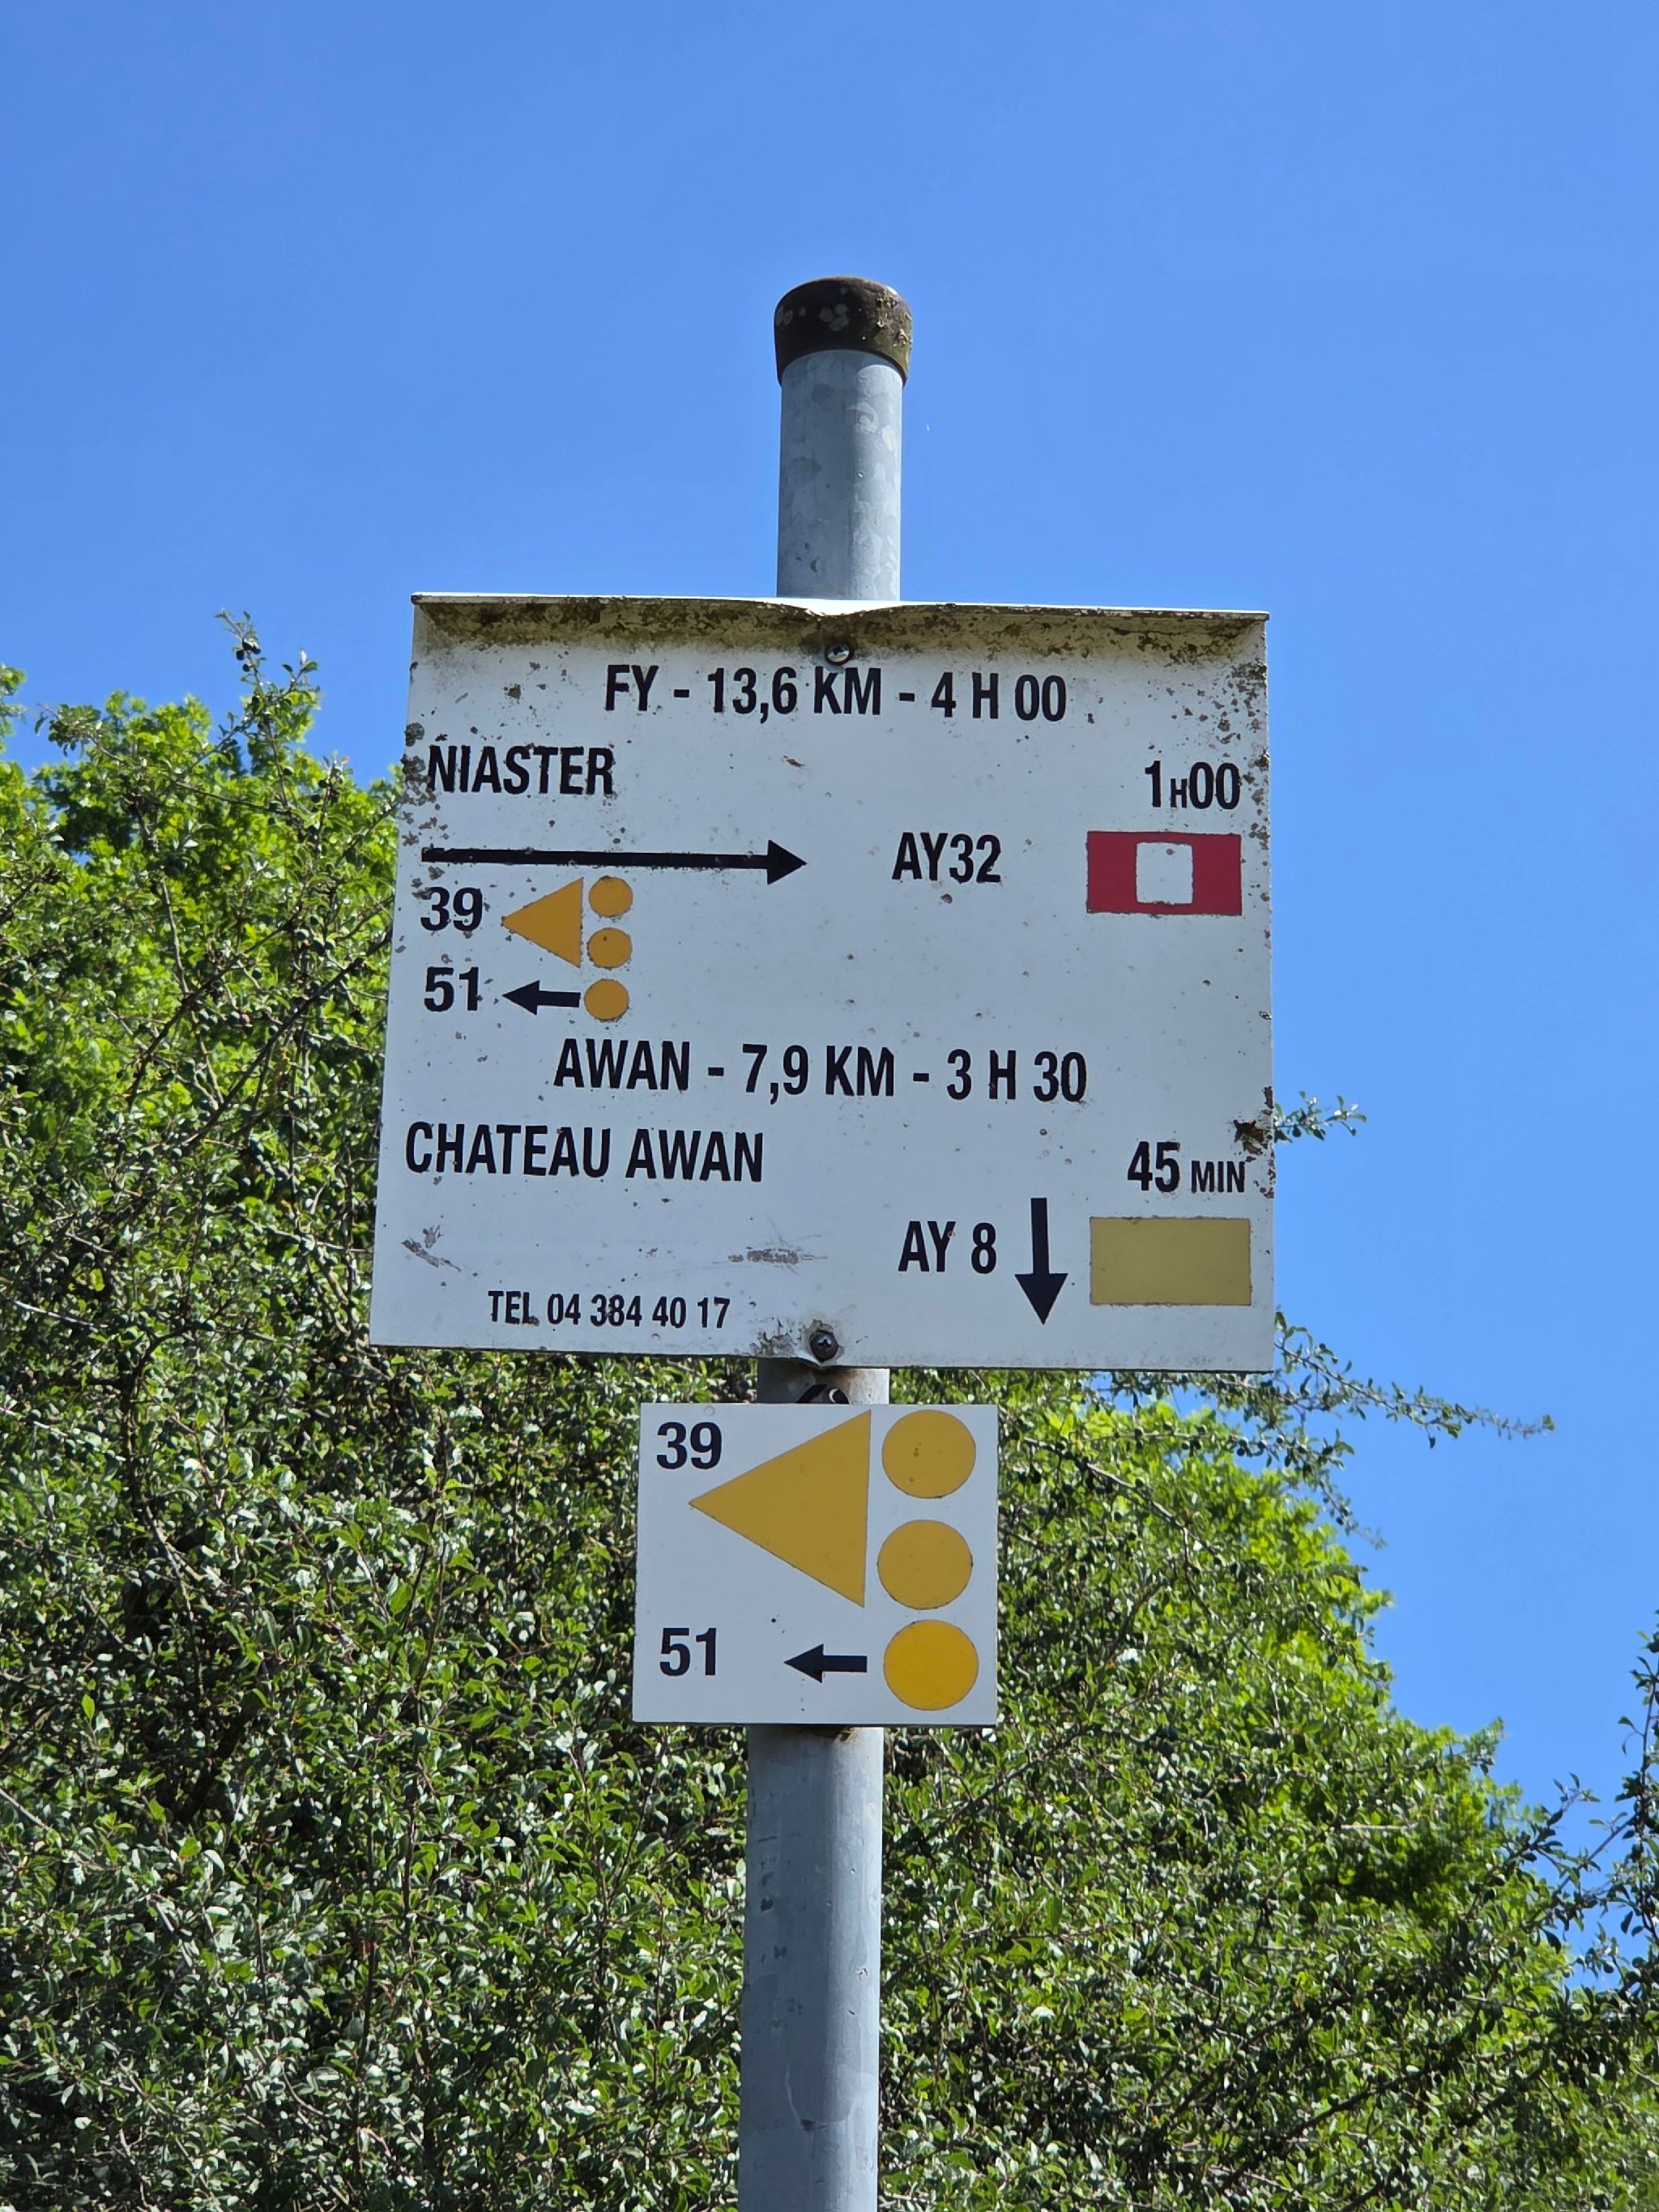 FY - 13,6 KM - 4 H 00
NIASTER
1H00
AY32
39
51
AWAN - 7,9 KM - 3 H 30
CHATEAU AWAN
45 MIN
AY 8
TEL 04 384 40 17
39
51